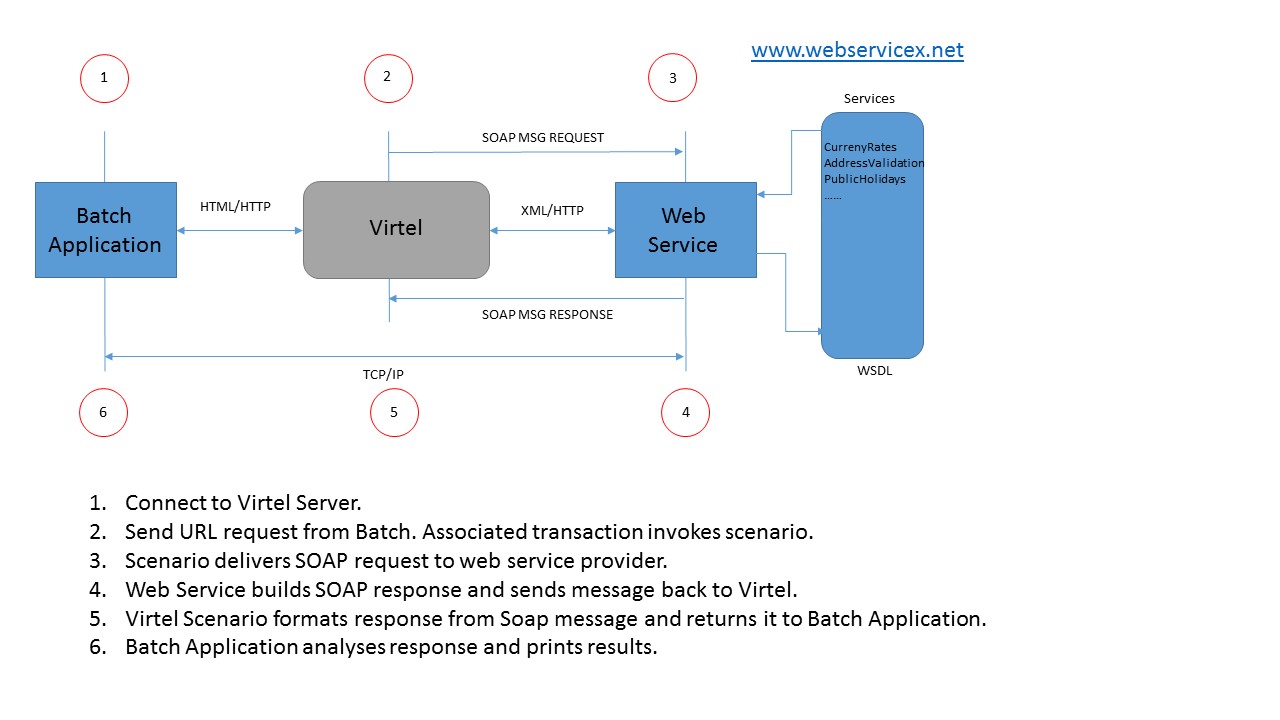 www.webservicex.net
1
2
3
Services
SOAP MSG REQUEST
CurrenyRates
AddressValidation
PublicHolidays
......
Batch
Application
HTML/HTTP
Virtel
XML/HTTP
Web
Service
SOAP MSG RESPONSE
TCP/IP
WSDL
6
5
4
1. Connect to Virtel Server.
2. Send URL request from Batch. Associated transaction invokes scenario.
3. Scenario delivers SOAP request to web service provider.
4. Web Service builds SOAP response and sends message back to Virtel.
5. Virtel Scenario formats response from Soap message and returns it to Batch Application.
6. Batch Application analyses response and prints results.